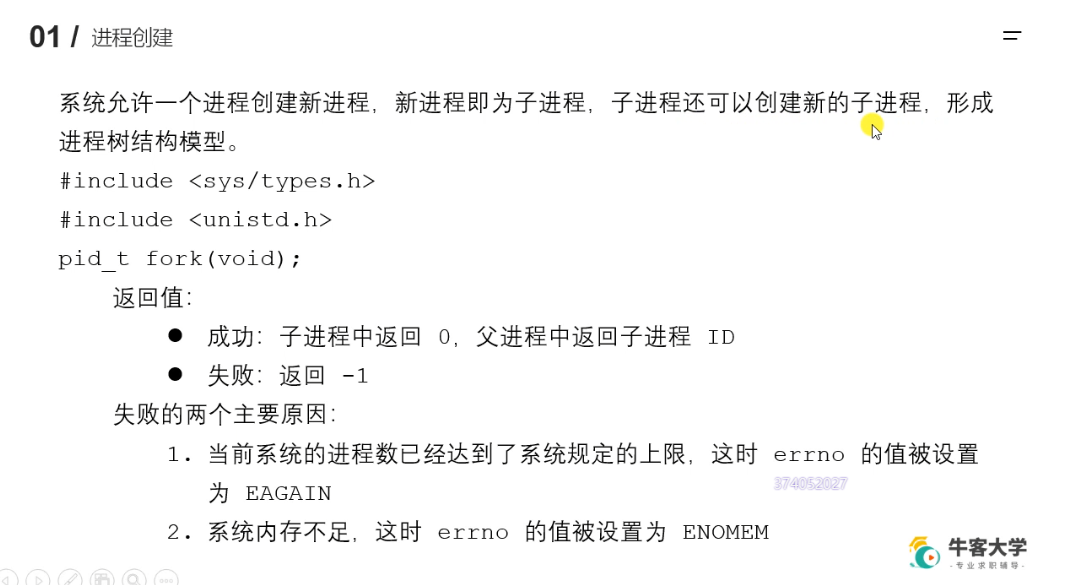 01 / 进程创建
系统允许一个进程创建新进程，新进程即为子进程，子进程还可以创建新的子进程，形成
进程树结构模型。
#include <sys/types.h>
#include <unistd.h>
pid_t fork(void);
返回值：
● 成功：子进程中返回 0，父进程中返回子进程 ID
● 失败：返回 -1
失败的两个主要原因：
1. 当前系统的进程数已经达到了系统规定的上限，这时 errno 的值被设置
为 EAGAIN
374052027
2. 系统内存不足，这时 errno 的值被设置为 ENOMEM
牛客大学
-专业求职辅导-